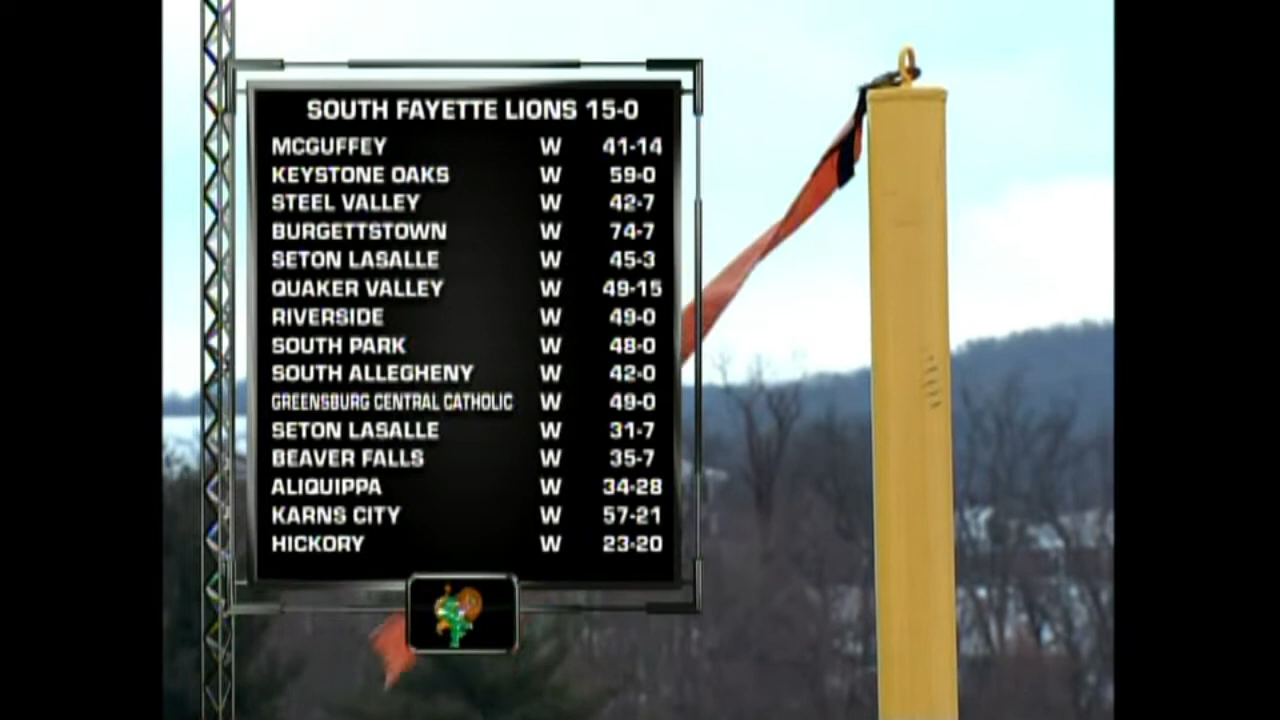 SOUTH FAYETTE LIONS 15-0
MCGUFFEY W 41-14
KEYSTONE OAKS W 59-0
STEEL VALLEY W 42-7
BURGETTSTOWN W 74-7
SETON LASALLE W 45-3
QUAKER VALLEY W 49-15
RIVERSIDE W 49-0
SOUTH PARK W 48-0
SOUTH ALLEGHENY W 42-0
GREENSBURG CENTRAL CATHOLIC W 49-0
SETON LASALLE W 31-7
BEAVER FALLS W 35-7
ALIQUIPPA W 34-28
KARNS CITY W 57-21
HICKORY W 23-20